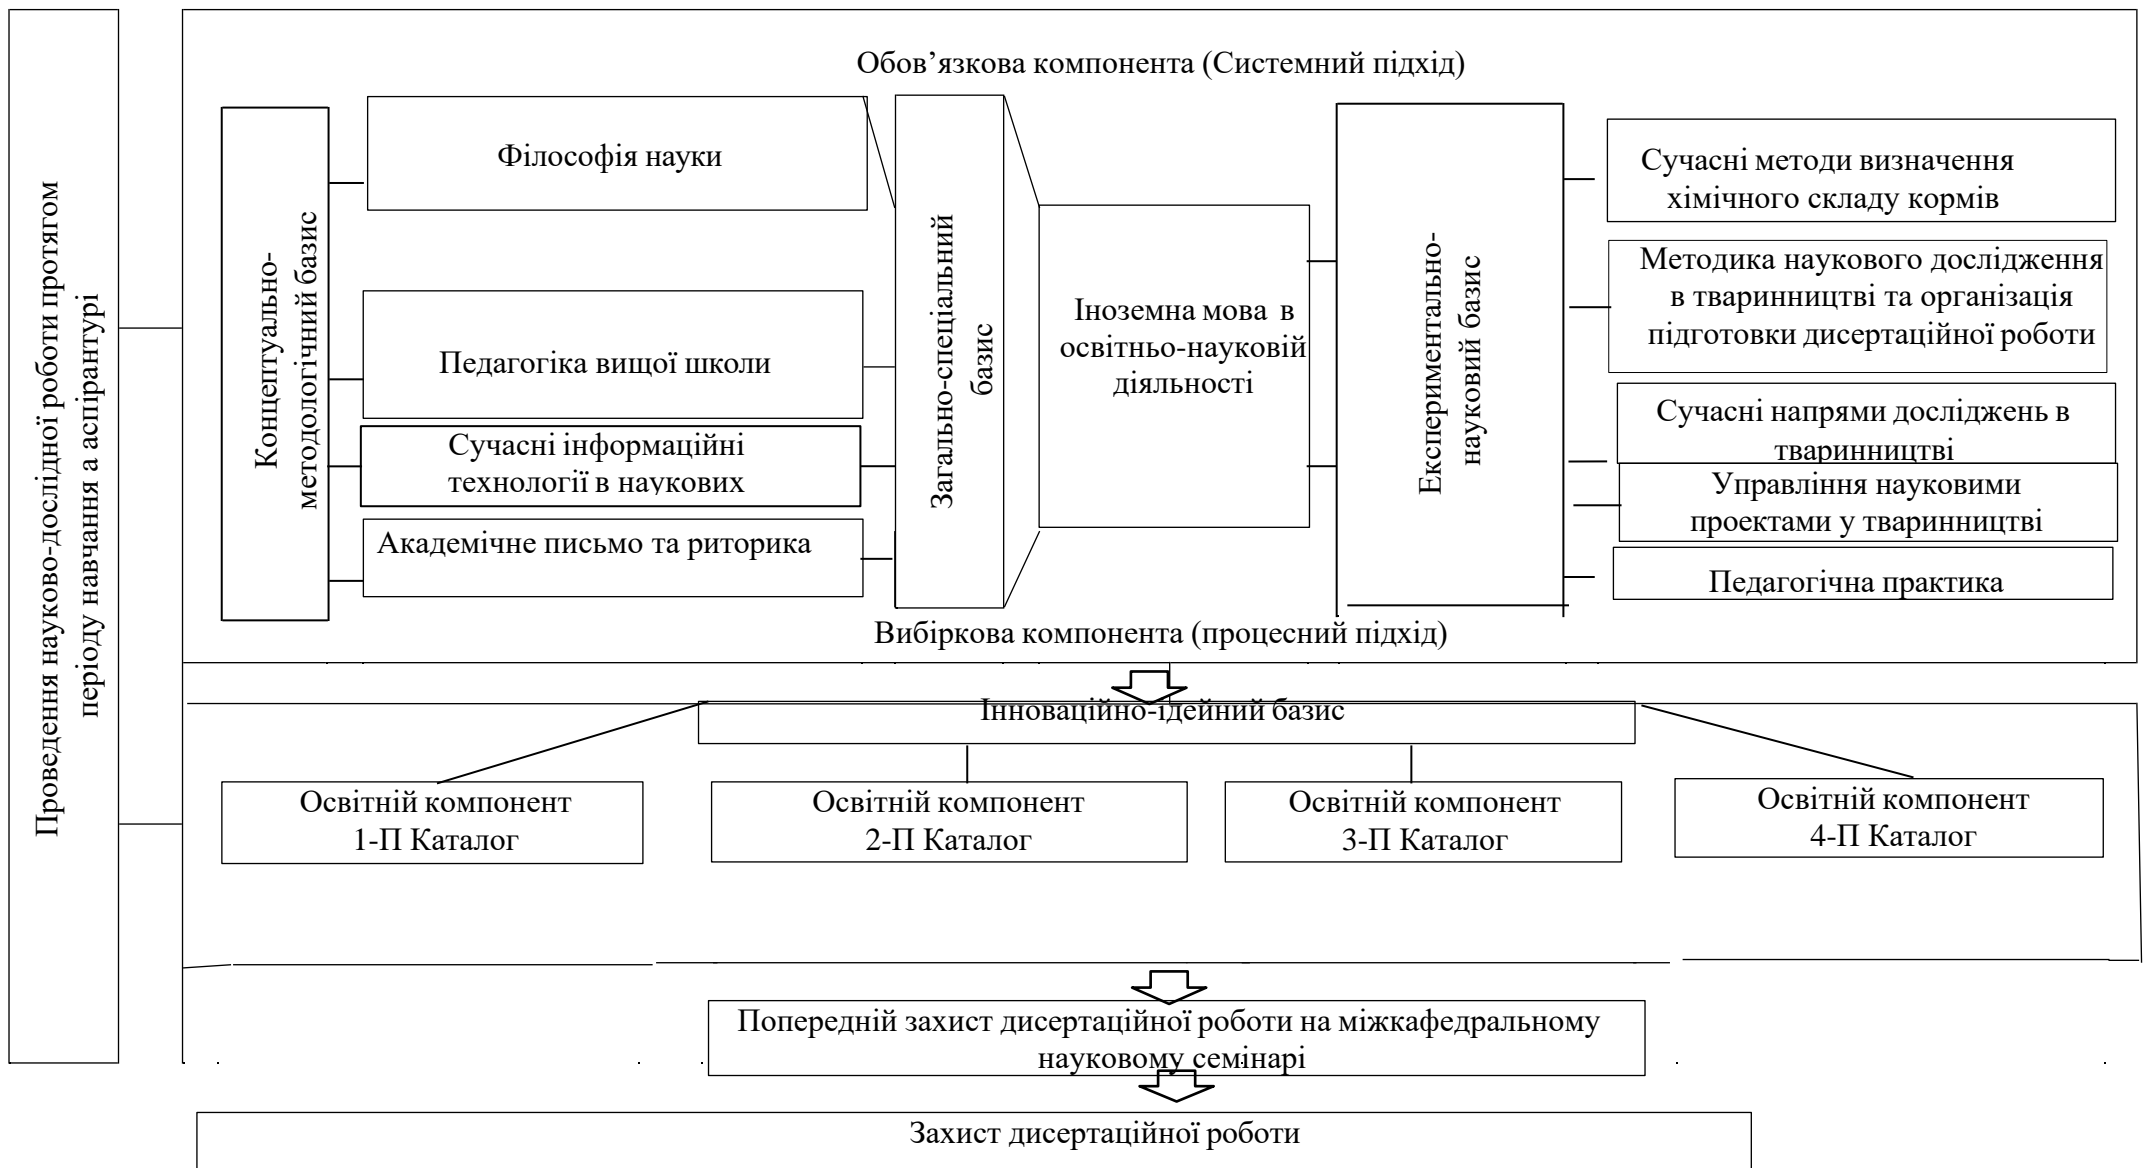 Проведення науково-дослідної роботи протягом
періоду навчання а аспірантурі
Обов’язкова компонента (Системний підхід)
Концептуально-
методологічний базис
Філософія науки
Педагогіка вищої школи
Сучасні інформаційні
технології в наукових
Академічне письмо та риторика
Загально-спеціальний
базис
Іноземна мова в
освітньо-науковій
діяльності
Експериментально-
науковий базис
Сучасні методи визначення
хімічного складу кормів
Методика наукового дослідження
в тваринництві та організація
підготовки дисертаційної роботи
Сучасні напрями досліджень в
тваринництві
Управління науковими
проектами у тваринництві
Педагогічна практика
Вибіркова компонента (процесний підхід)
Інноваційно-ідейний базис
Освітній компонент
1-П Каталог
Освітній компонент
2-П Каталог
Освітній компонент
3-П Каталог
Освітній компонент
4-П Каталог
Попередній захист дисертаційної роботи на міжкафедральному
науковому семінарі
Захист дисертаційної роботи